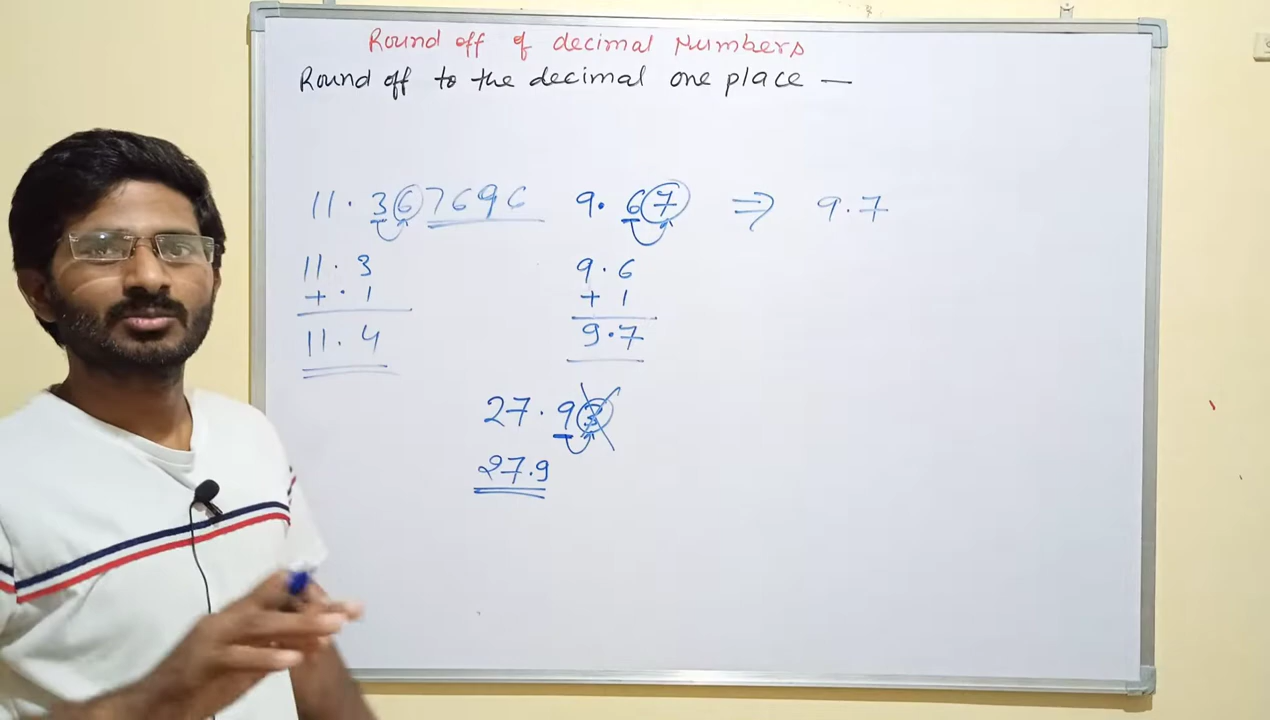 Round off of decimal Numbers
Round off to the decimal one place —
11.367696 9.67 ⇒ 9.7
11.3 9.6
+.1 + 1
11.4 9.7
27.93
27.9